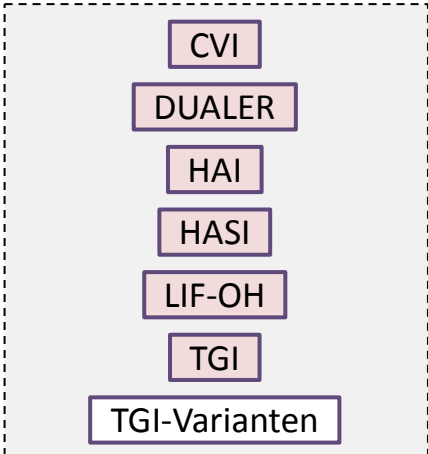 CVI
DUALER
HAI
HASI
LIF-OH
TGI
TGI-Varianten